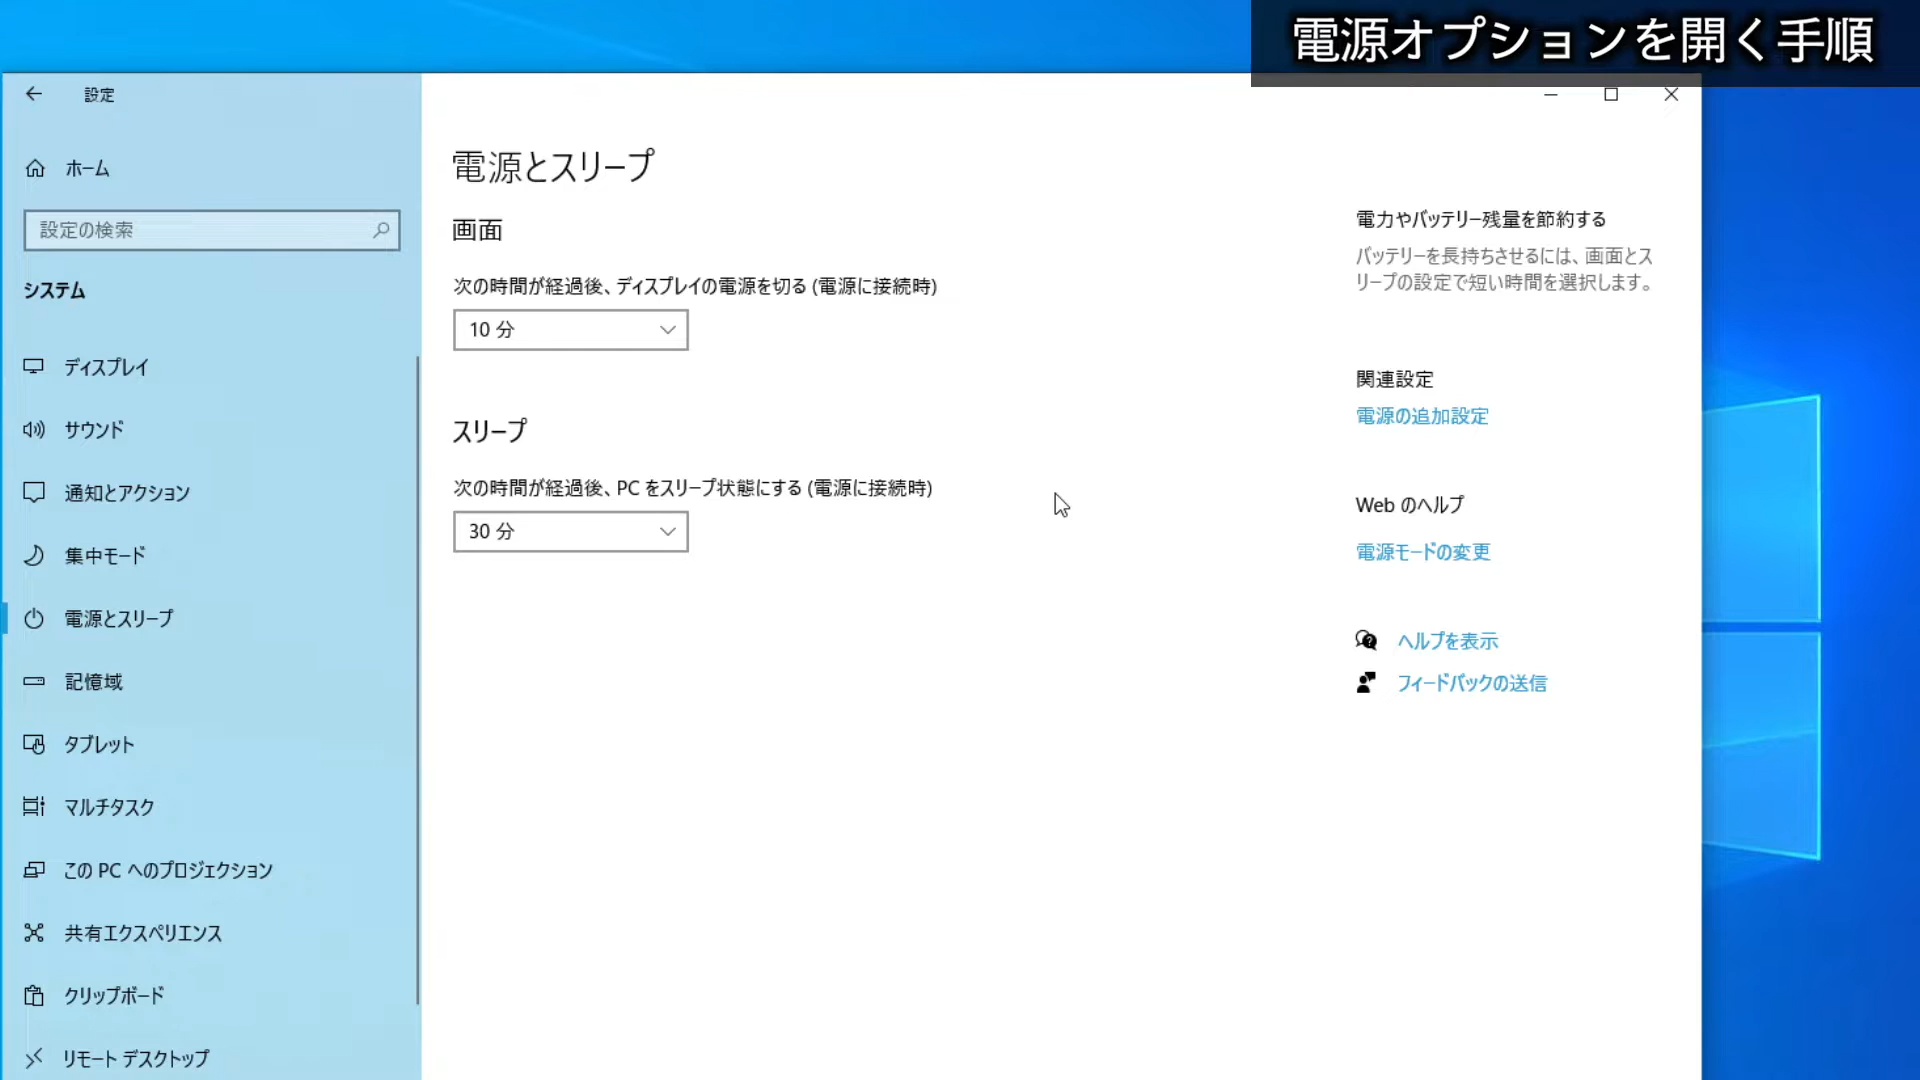 電源オプションを開く手順
設定
ホーム
設定の検索
システム
ディスプレイ
サウンド
通知とアクション
集中モード
電源とスリープ
記憶域
タブレット
マルチタスク
この PC へのプロジェクション
共有エクスペリエンス
クリップボード
リモート デスクトップ
電源とスリープ
画面
次の時間が経過後、ディスプレイの電源を切る (電源に接続時)
10 分
スリープ
次の時間が経過後、PC をスリープ状態にする (電源に接続時)
30 分
電力やバッテリー残量を節約する
バッテリーを長持ちさせるには、画面とス
リープの設定で短い時間を選択します。
関連設定
電源の追加設定
Web のヘルプ
電源モードの変更
ヘルプを表示
フィードバックの送信